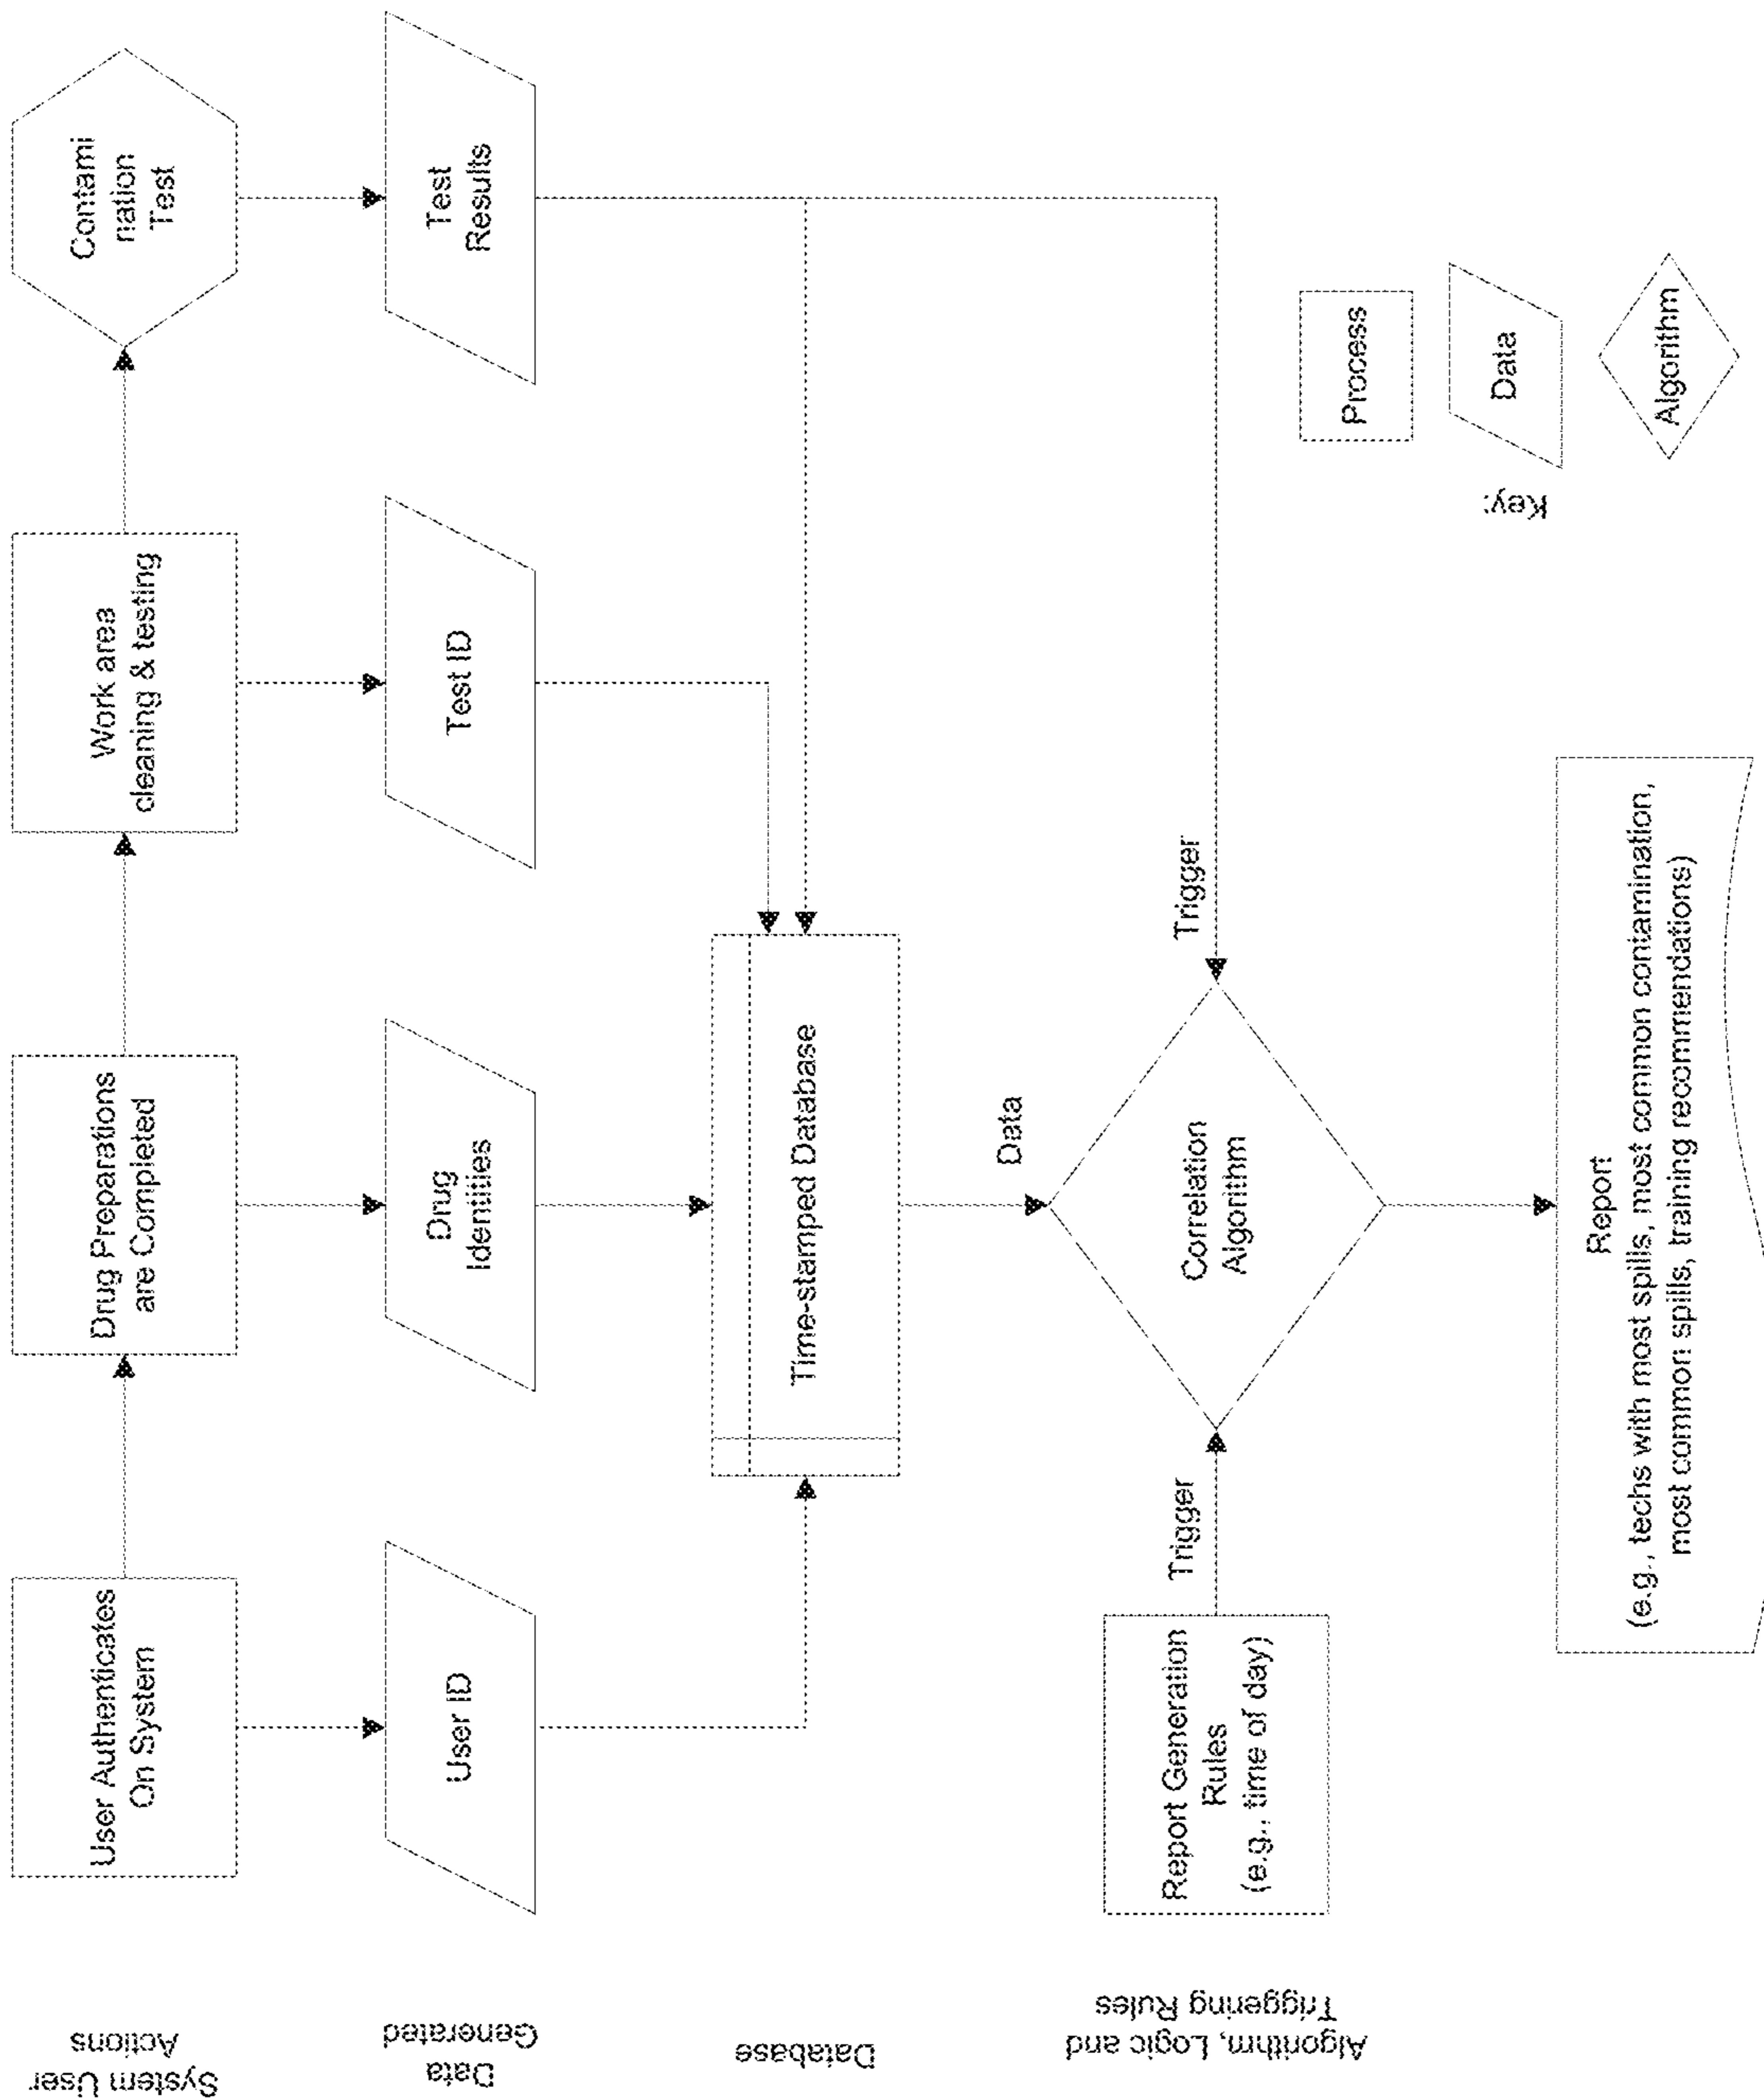 System User
Actions
User Authenticates
On System
Drug Preparations
are Completed
Work area
cleaning & testing
Contami
nation
Test
Data
Generated
User ID
Drug
Identities
Test ID
Test
Results
Database
Time-stamped Database
Data
Algorithm, Logic and
Triggering Rules
Report Generation
Rules
(e.g., time of day)
Trigger
Correlation
Algorithm
Trigger
Report
(e.g., techs with most spills, most common contamination,
most common spills, training recommendations)
Key:
Process
Data
Algorithm